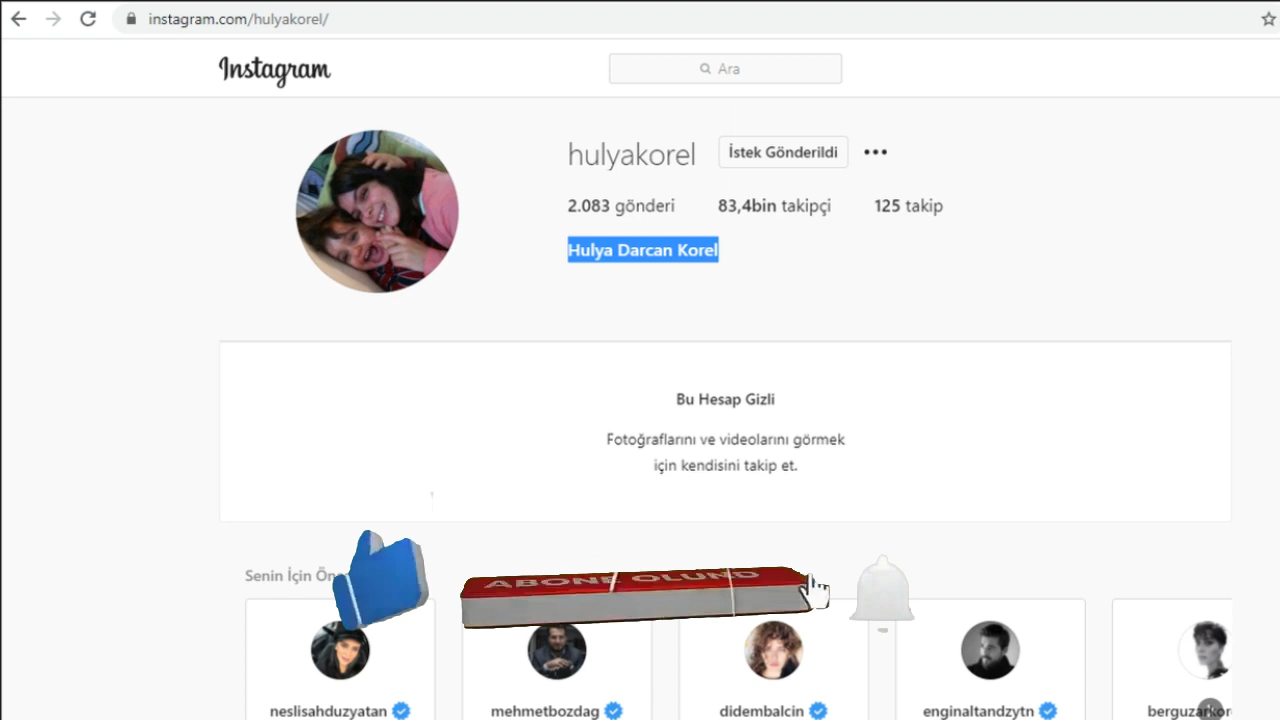 instagram.com/hulyakorel/
Instagram
Ara
hulyakorel
İstek Gönderildi
2.083 gönderi
83,4bin takipçi
125 takip
Hulya Darcan Korel
Bu Hesap Gizli
Fotoğraflarını ve videolarını görmek
için kendisini takip et.
Senin İçin
ABONE OLUND
neslisahduzyatan
mehmetbozdag
didembalcin
enginaltandzytn
berguzarkor